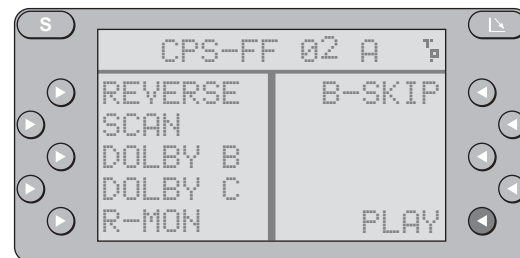 S
CPS-FF 02 A
REVERSE B-SKIP
SCAN
DOLBY B
DOLBY C
R-MON PLAY